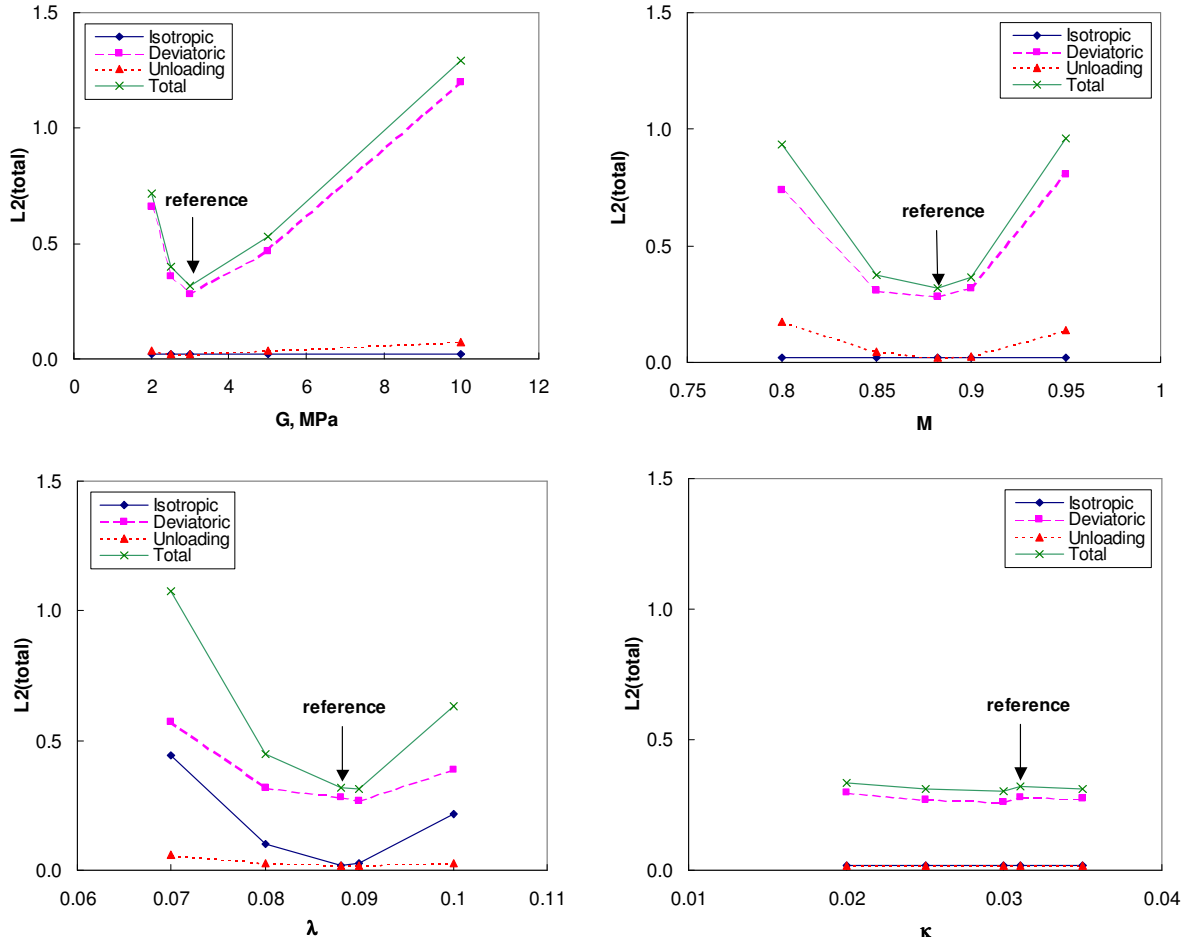 1.5
Isotropic
Deviatoric
Unloading
Total
1.0
L2(total)
reference
0.5
0.0
0 2 4 6 8 10 12
G, MPa
1.5
Isotropic
Deviatoric
Unloading
Total
1.0
L2(total)
reference
0.5
0.0
0.75 0.8 0.85 0.9 0.95 1
M
1.5
Isotropic
Deviatoric
Unloading
Total
1.0
L2(total)
reference
0.5
0.0
0.06 0.07 0.08 0.09 0.1 0.11
λ
1.5
Isotropic
Deviatoric
Unloading
Total
1.0
L2(total)
reference
0.5
0.0
0.01 0.02 0.03 0.04
κ